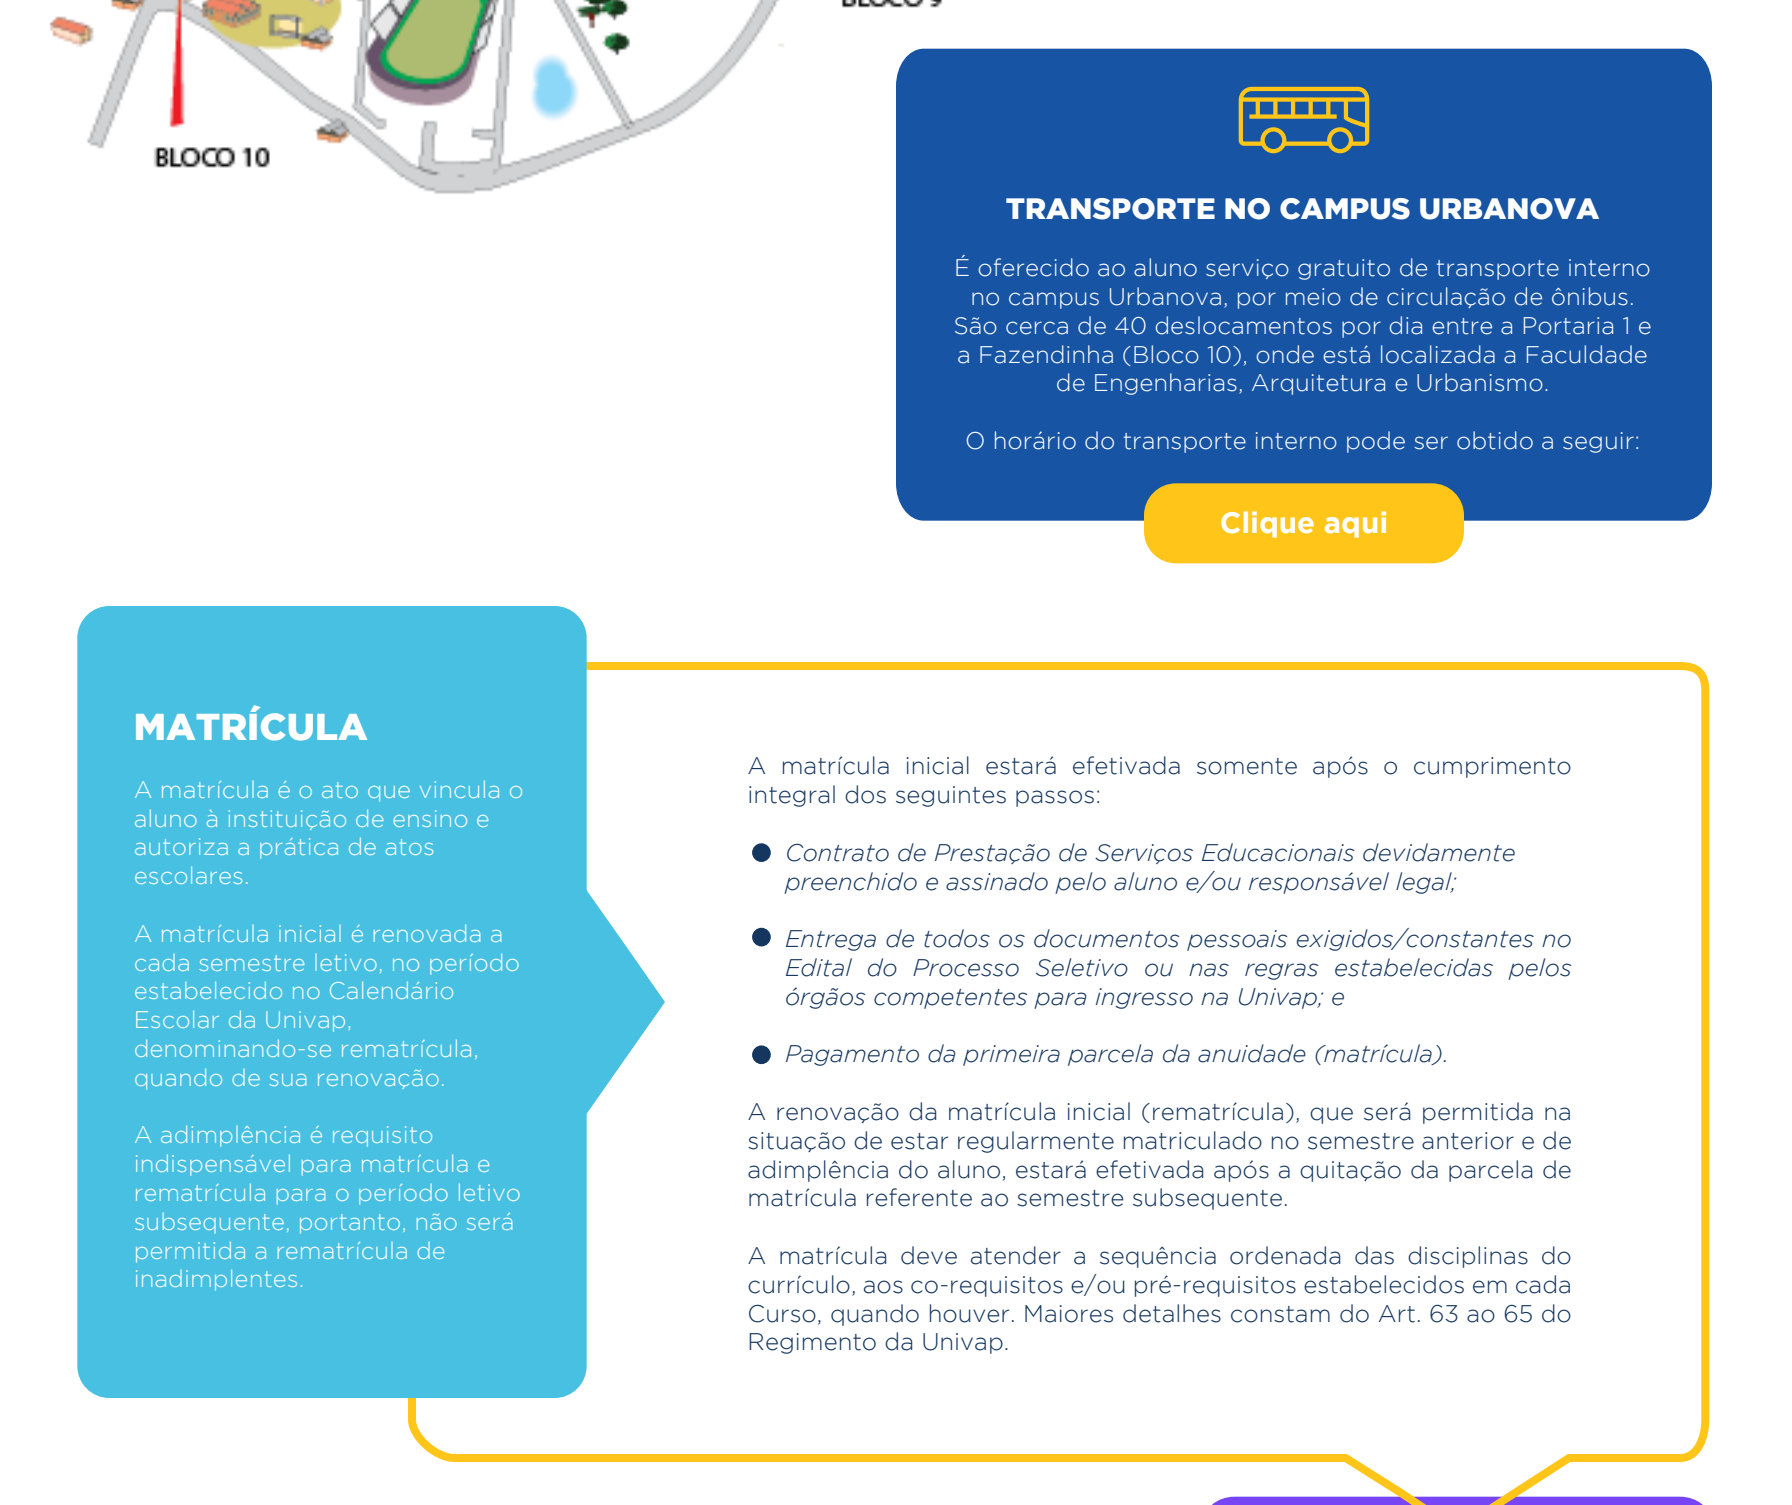 BLOCO 9
BLOCO 10
TRANSPORTE NO CAMPUS URBANOVA
É oferecido ao aluno serviço gratuito de transporte interno
no campus Urbanova, por meio de circulação de ônibus.
São cerca de 40 deslocamentos por dia entre a Portaria 1 e
a Fazendinha (Bloco 10), onde está localizada a Faculdade
de Engenharias, Arquitetura e Urbanismo.
O horário do transporte interno pode ser obtido a seguir:
Clique aqui
MATRÍCULA
A matrícula é o ato que vincula o
aluno à instituição de ensino e
autoriza a prática de atos
escolares.
A matrícula inicial é renovada a
cada semestre letivo, no período
estabelecido no Calendário
Escolar da Univap,
denominando-se rematrícula,
quando de sua renovação.
A adimplência é requisito
indispensável para matrícula e
rematrícula para o período letivo
subsequente, portanto, não será
permitida a rematrícula de
inadimplentes.
A matrícula inicial estará efetivada somente após o cumprimento
integral dos seguintes passos:
Contrato de Prestação de Serviços Educacionais devidamente
preenchido e assinado pelo aluno e/ou responsável legal;
Entrega de todos os documentos pessoais exigidos/constantes no
Edital do Processo Seletivo ou nas regras estabelecidas pelos
órgãos competentes para ingresso na Univap; e
Pagamento da primeira parcela da anuidade (matrícula).
A renovação da matrícula inicial (rematrícula), que será permitida na
situação de estar regularmente matriculado no semestre anterior e de
adimplência do aluno, estará efetivada após a quitação da parcela de
matrícula referente ao semestre subsequente.
A matrícula deve atender a sequência ordenada das disciplinas do
currículo, aos co-requisitos e/ou pré-requisitos estabelecidos em cada
Curso, quando houver. Maiores detalhes constam do Art. 63 ao 65 do
Regimento da Univap.